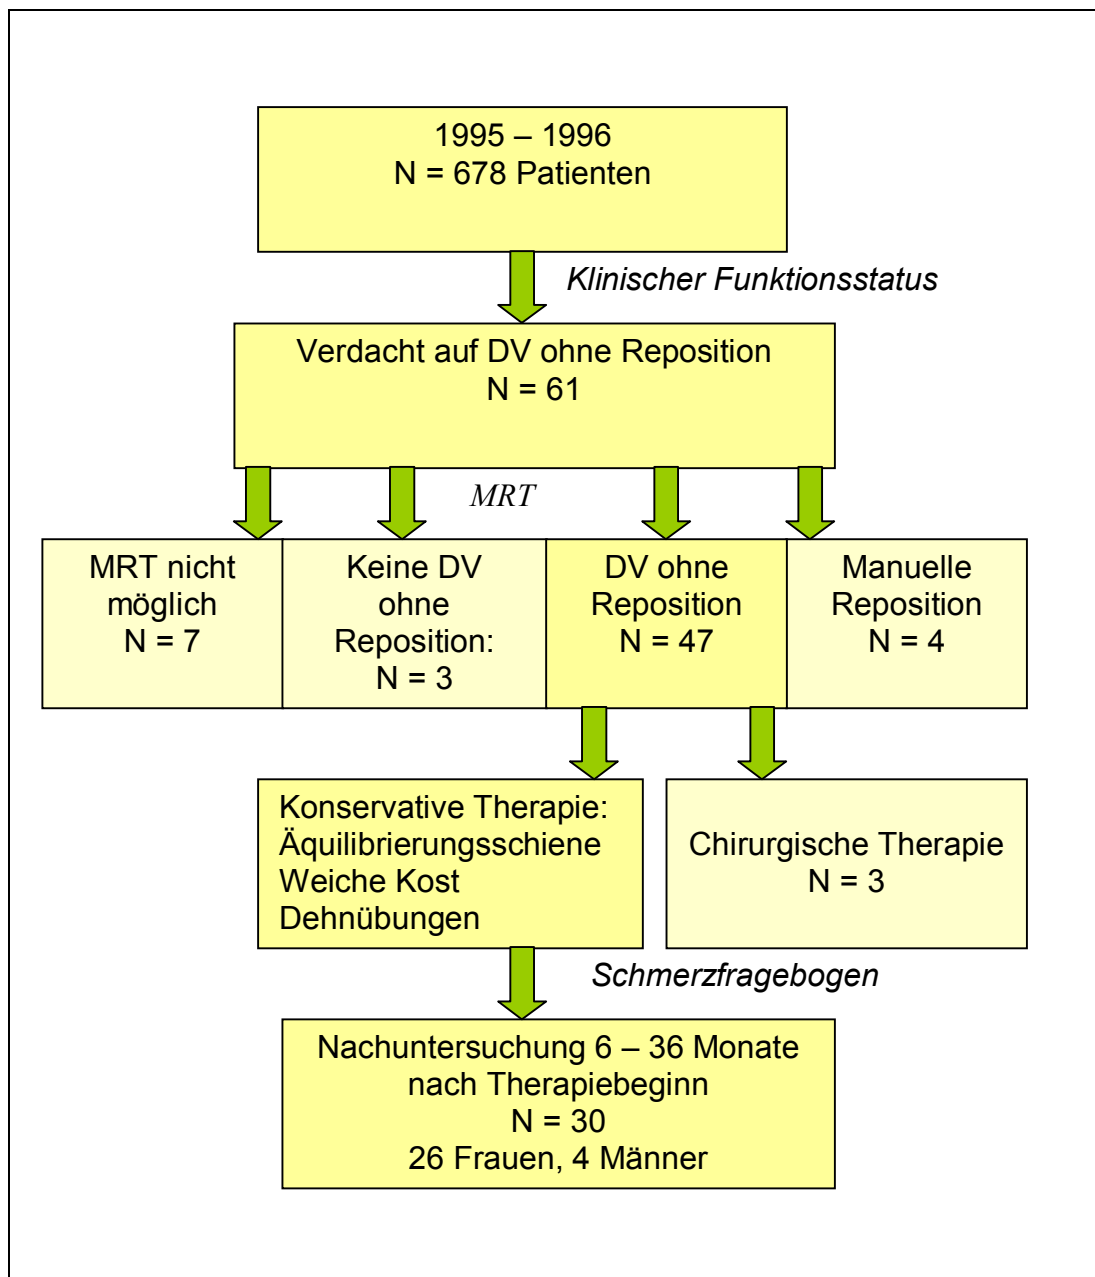 1995 – 1996
N = 678 Patienten
Klinischer Funktionsstatus
Verdacht auf DV ohne Reposition
N = 61
MRT
MRT nicht
möglich
N = 7
Keine DV
ohne
Reposition:
N = 3
DV ohne
Reposition
N = 47
Manuelle
Reposition
N = 4
Konservative Therapie:
Äquilibrierungsschiene
Weiche Kost
Dehnübungen
Chirurgische Therapie
N = 3
Schmerzfragebogen
Nachuntersuchung 6 – 36 Monate
nach Therapiebeginn
N = 30
26 Frauen, 4 Männer